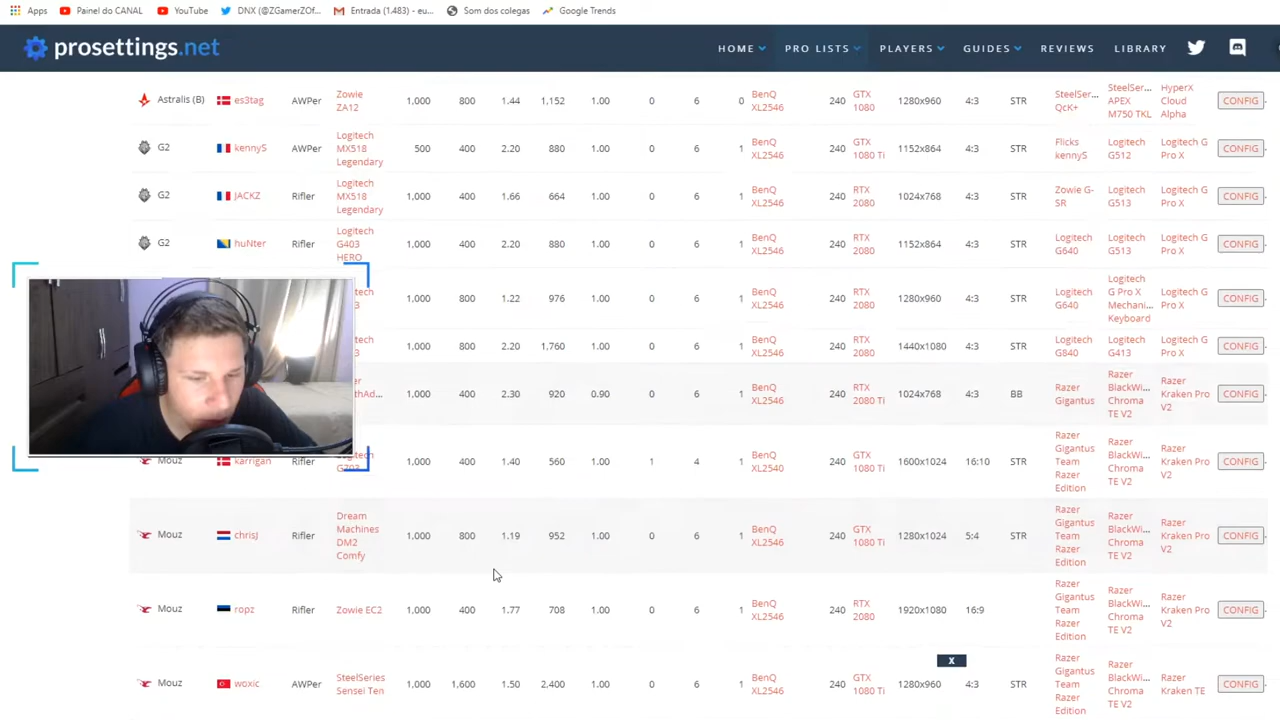 Apps Painel do CANAL YouTube DNX (@ZGamerZOf... Entrada (1.483) - eu... Som dos colegas Google Trends
prosettings.net HOME PRO LISTS PLAYERS GUIDES REVIEWS LIBRARY
Astralis (B) es3tag AWPer Zowie ZA12 1,000 800 1.44 1,152 1.00 0 6 0 BenQ XL2546 240 GTX 1080 1280x960 4:3 STR SteelSer... QcK+ SteelSer... APEX M750 TKL HyperX Cloud Alpha CONFIG
G2 kennyS AWPer Logitech MX518 Legendary 500 400 2.20 880 1.00 0 6 1 BenQ XL2546 240 GTX 1080 Ti 1152x864 4:3 STR Flicks kennyS Logitech G512 Logitech G Pro X CONFIG
G2 JACKZ Rifler Logitech MX518 Legendary 1,000 400 1.66 664 1.00 0 6 1 BenQ XL2546 240 RTX 2080 1024x768 4:3 STR Zowie G-SR Logitech G513 Logitech G Pro X CONFIG
G2 huNter Rifler Logitech G403 HERO 1,000 400 2.20 880 1.00 0 6 1 BenQ XL2546 240 RTX 2080 1152x864 4:3 STR Logitech G640 Logitech G513 Logitech G Pro X CONFIG
1,000 800 1.22 976 1.00 0 6 1 BenQ XL2546 240 RTX 2080 1280x960 4:3 STR Logitech G640 Logitech G Pro X Mechani... Keyboard Logitech G Pro X CONFIG
1,000 800 2.20 1,760 1.00 0 6 1 BenQ XL2546 240 RTX 2080 1440x1080 4:3 STR Logitech G840 Logitech G413 Logitech G Pro X CONFIG
1,000 400 2.30 920 0.90 0 6 1 BenQ XL2546 240 RTX 2080 Ti 1024x768 4:3 BB Razer Gigantus Razer BlackWi... Chroma TE V2 Razer Kraken Pro V2 CONFIG
Mouz karrigan Rifler Logitech 1,000 400 1.40 560 1.00 1 4 1 BenQ XL2540 240 GTX 1080 Ti 1600x1024 16:10 STR Razer Gigantus Team Razer Edition Razer BlackWi... Chroma TE V2 Razer Kraken Pro V2 CONFIG
Mouz chrisJ Rifler Dream Machines DM2 Comfy 1,000 800 1.19 952 1.00 0 6 1 BenQ XL2546 240 GTX 1080 Ti 1280x1024 5:4 STR Razer Gigantus Team Razer Edition Razer BlackWi... Chroma TE V2 Razer Kraken Pro V2 CONFIG
Mouz ropz Rifler Zowie EC2 1,000 400 1.77 708 1.00 0 6 1 BenQ XL2546 240 RTX 2080 1920x1080 16:9 Razer Gigantus Team Razer Edition Razer BlackWi... Chroma TE V2 Razer Kraken Pro V2 CONFIG
X
Mouz woxic AWPer SteelSeries Sensei Ten 1,000 1,600 1.50 2,400 1.00 0 6 1 BenQ XL2546 240 GTX 1080 Ti 1280x960 4:3 STR Razer Gigantus Team Razer Razer BlackWi... Chroma TE V2 Razer Kraken TE CONFIG